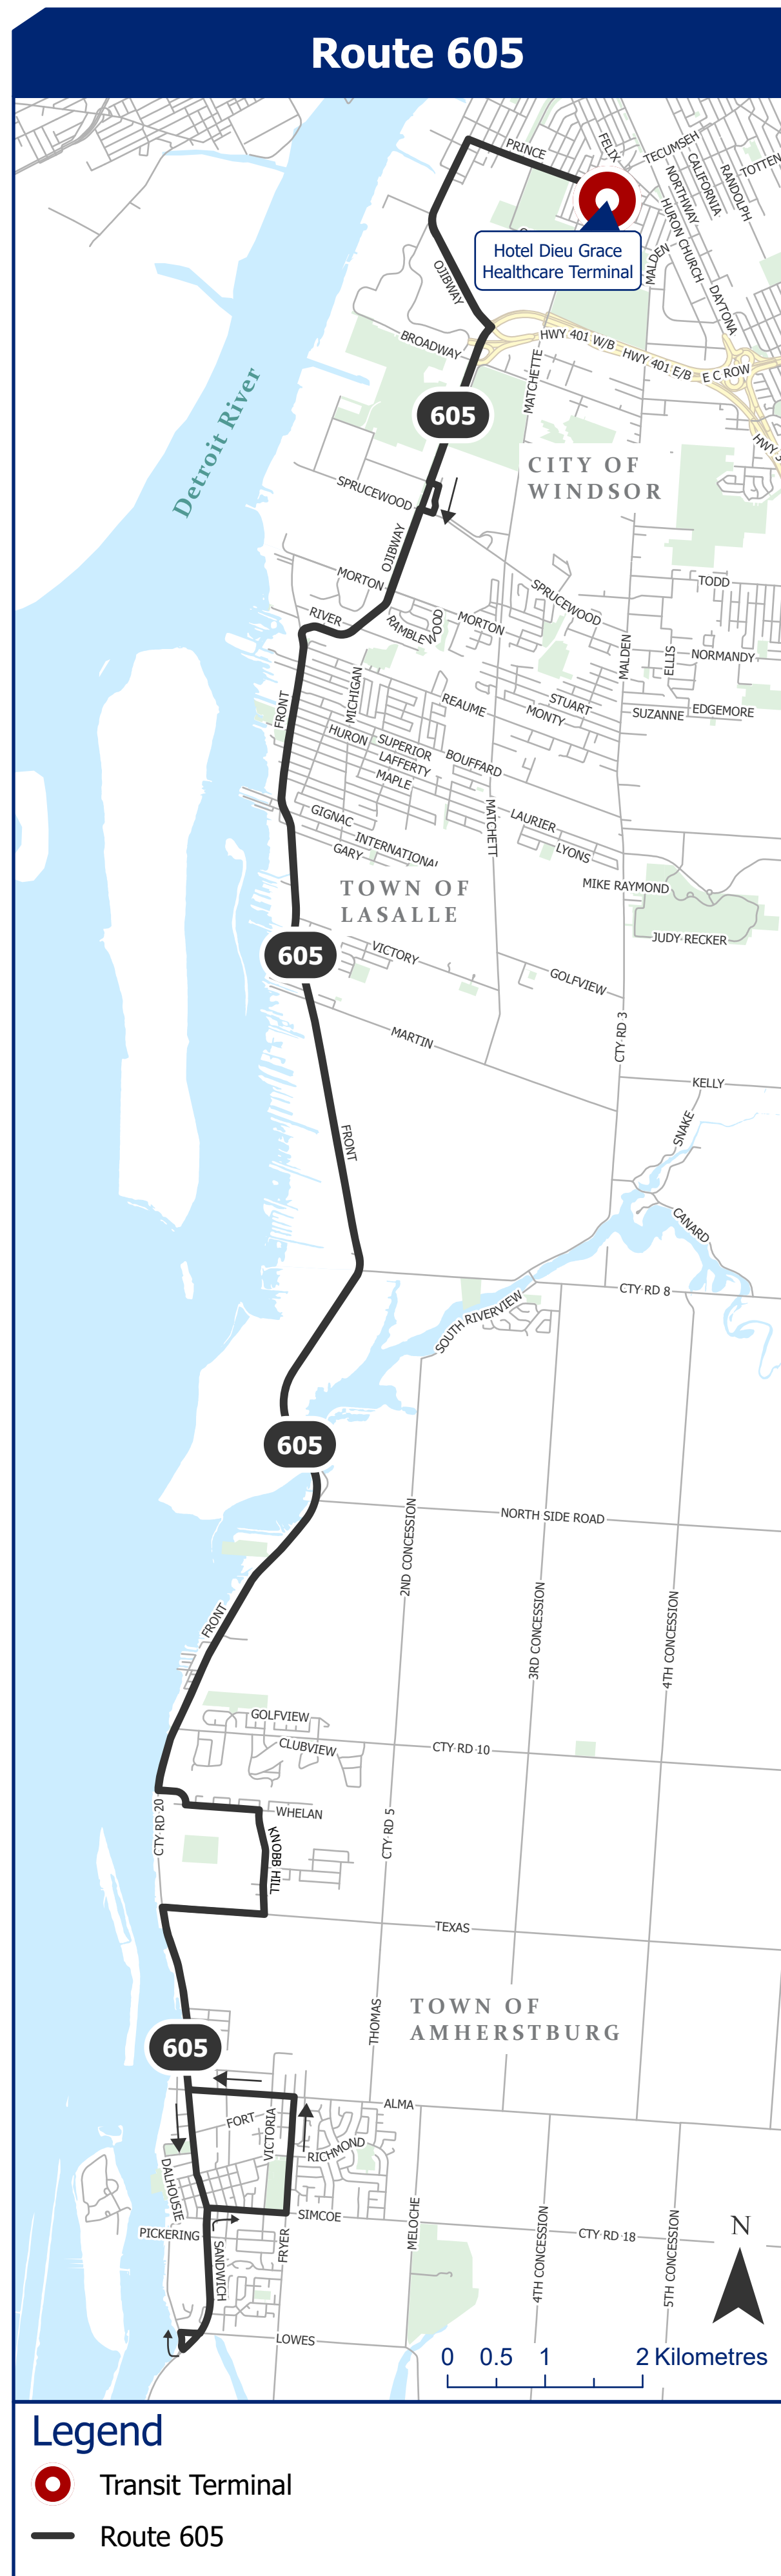 Route 605
PRINCE
FELIX
TECUMSEH
TOTTEN
CALIFORNIA
RANDOLPH
NORTHWAY
HURON CHURCH
MALDEN
DAYTONA
Hotel Dieu Grace
Healthcare Terminal
OJIBWAY
BROADWAY
HWY 401 W/B
HWY 401 E/B
E C ROW
HWY 3
MATCHETTE
Detroit River
605
CITY OF
WINDSOR
SPRUCEWOOD
OJIBWAY
MORTON
SPRUCEWOOD
TODD
RIVER
RAMBLEWOOD
MORTON
MALDEN
ELLIS
NORMANDY
FRONT
MICHIGAN
REAUME
STUART
MONTY
SUZANNE
EDGEMORE
HURON
SUPERIOR
LAFFERTY
MAPLE
BOUFFARD
MATCHETT
LAURIER
LYONS
GIGNAC
INTERNATIONAL
GARY
MIKE RAYMOND
TOWN OF
LASALLE
JUDY RECKER
605
VICTORY
GOLFVIEW
MARTIN
CTY RD 3
KELLY
FRONT
SNAKE
CANARD
CTY RD 8
SOUTH RIVERVIEW
605
NORTH SIDE ROAD
2ND CONCESSION
3RD CONCESSION
4TH CONCESSION
FRONT
GOLFVIEW
CLUBVIEW
CTY RD 10
CTY RD 20
WHELAN
KNOBB HILL
CTY RD 5
TEXAS
THOMAS
TOWN OF
AMHERSTBURG
605
ALMA
FORT
VICTORIA
RICHMOND
DALHOUSIE
SIMCOE
PICKERING
SANDWICH
FRYER
MELOCHE
CTY RD 18
4TH CONCESSION
5TH CONCESSION
N
LOWES
0 0.5 1 2 Kilometres
Legend
Transit Terminal
Route 605